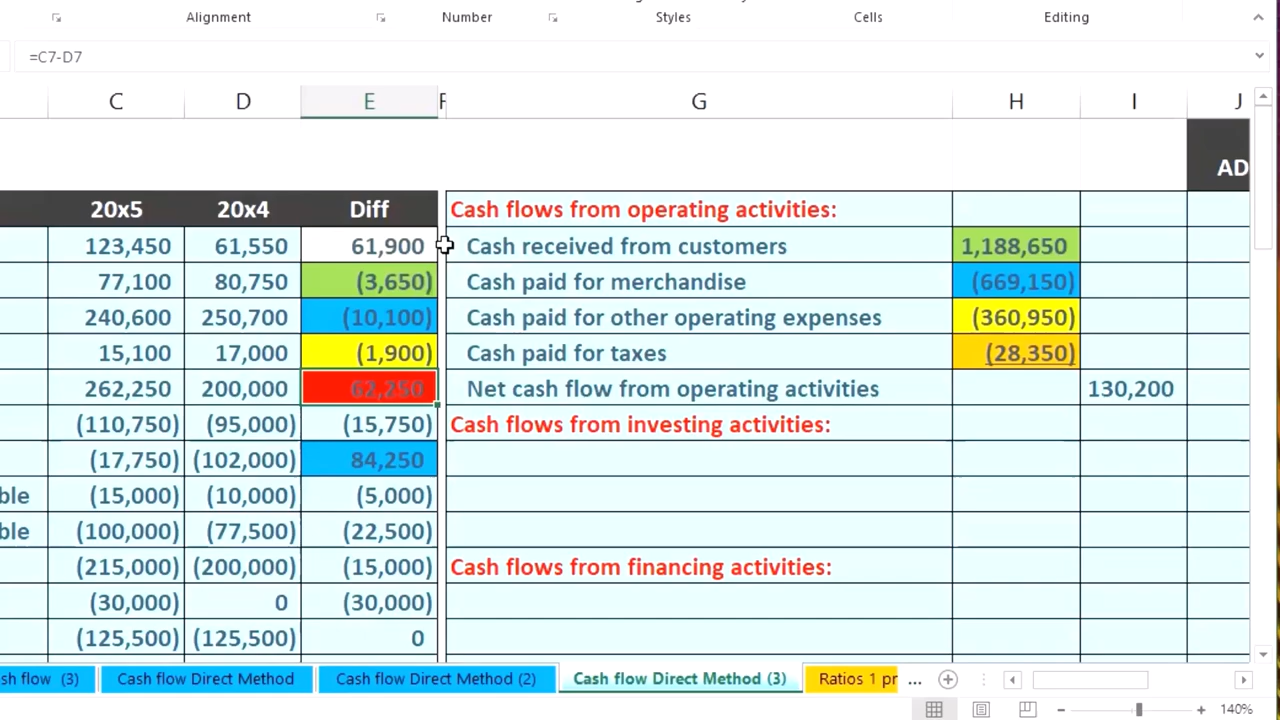 Alignment Number Styles Cells Editing
=C7-D7
C D E F G H I J
AD
20x5 20x4 Diff Cash flows from operating activities:
123,450 61,550 61,900 Cash received from customers 1,188,650
77,100 80,750 (3,650) Cash paid for merchandise (669,150)
240,600 250,700 (10,100) Cash paid for other operating expenses (360,950)
15,100 17,000 (1,900) Cash paid for taxes (28,350)
262,250 200,000 62,250 Net cash flow from operating activities 130,200
(110,750) (95,000) (15,750) Cash flows from investing activities:
(17,750) (102,000) 84,250
ble (15,000) (10,000) (5,000)
ble (100,000) (77,500) (22,500)
(215,000) (200,000) (15,000) Cash flows from financing activities:
(30,000) 0 (30,000)
(125,500) (125,500) 0
sh flow (3) Cash flow Direct Method Cash flow Direct Method (2) Cash flow Direct Method (3) Ratios 1 pr ...
140%